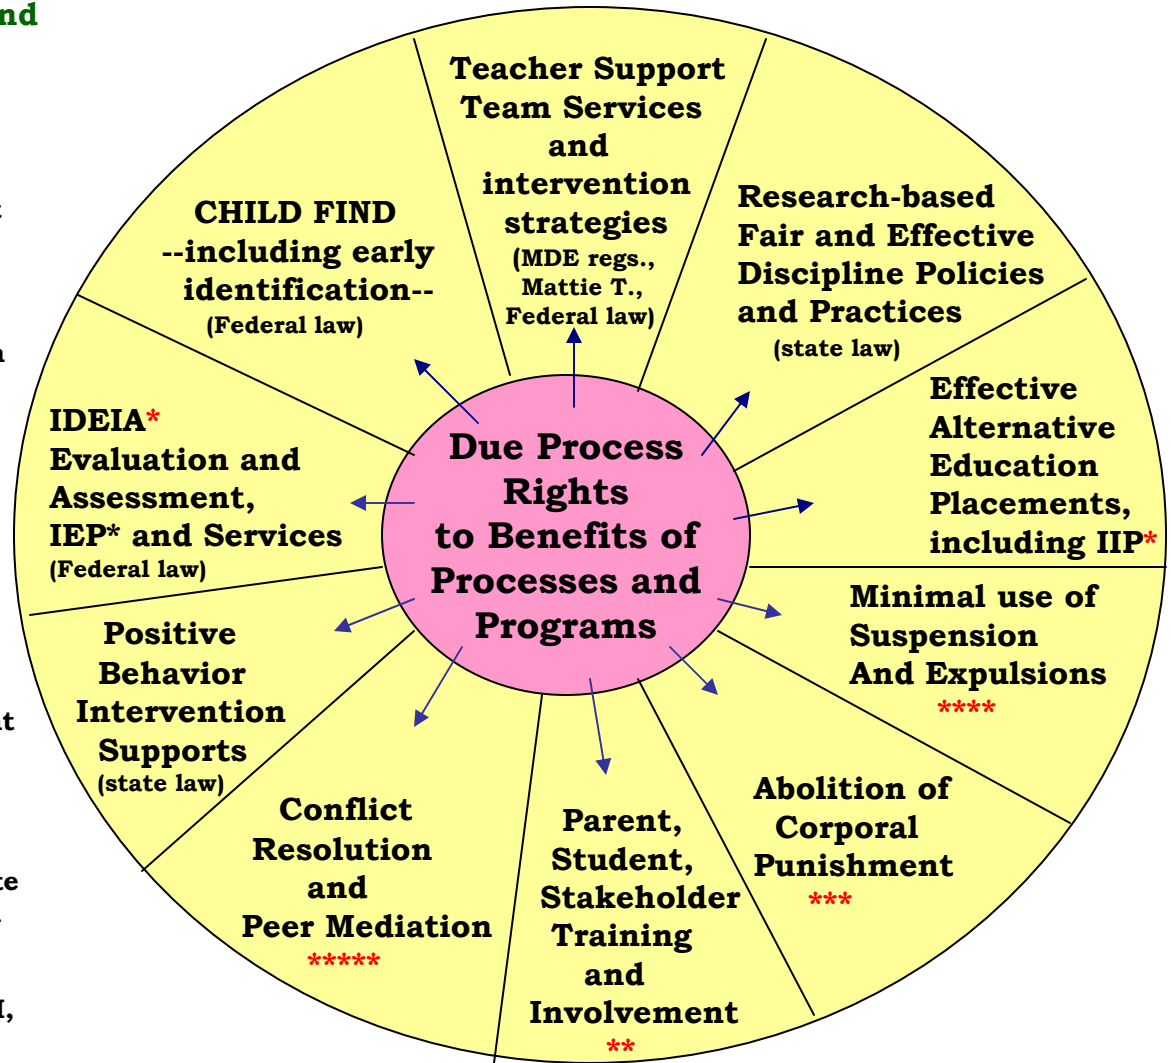 nd
Teacher Support
Team Services
and
intervention
strategies
(MDE regs.,
Mattie T.,
Federal law)
Research-based
Fair and Effective
Discipline Policies
and Practices
(state law)
Effective
Alternative
Education
Placements,
including IIP*
Minimal use of
Suspension
And Expulsions
****
Abolition of
Corporal
Punishment
***
Parent,
Student,
Stakeholder
Training
and
Involvement
**
Conflict
Resolution
and
Peer Mediation
*****
Positive
Behavior
Intervention
Supports
(state law)
IDEIA*
Evaluation and
Assessment,
IEP* and Services
(Federal law)
CHILD FIND
--including early
identification--
(Federal law)
Due Process
Rights
to Benefits of
Processes and
Programs